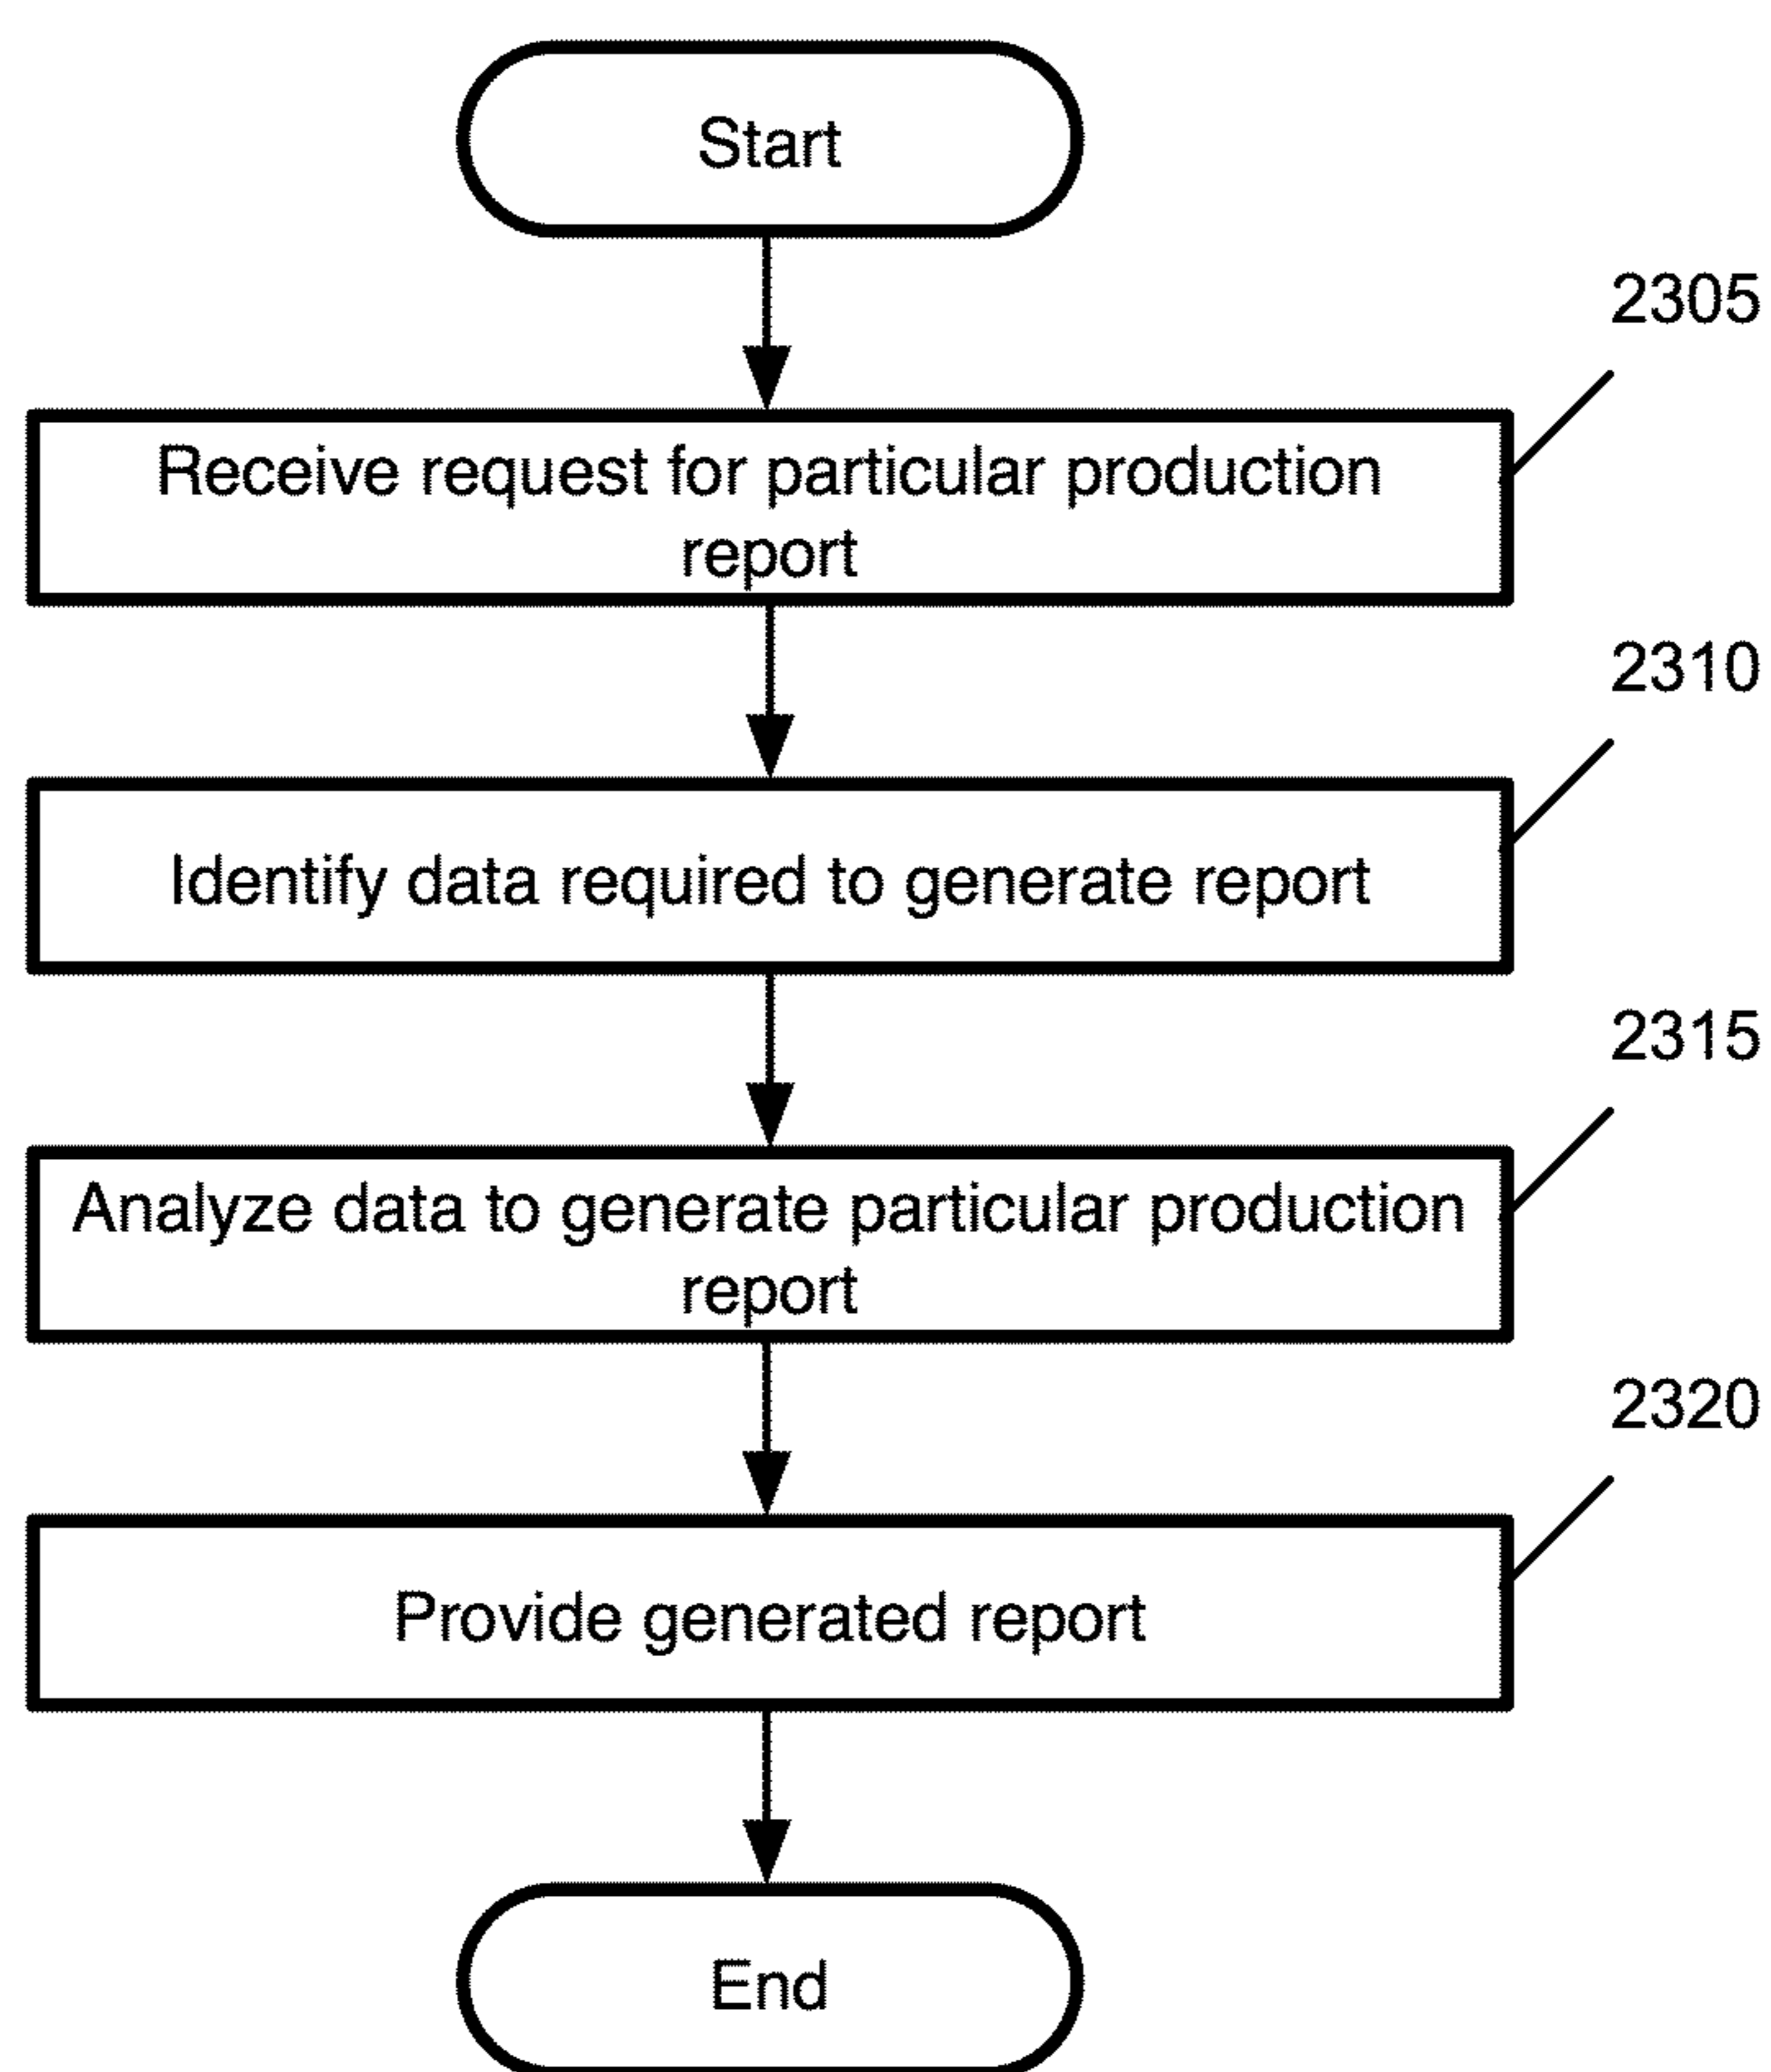 Start
2305
Receive request for particular production
report
2310
Identify data required to generate report
2315
Analyze data to generate particular production
report
2320
Provide generated report
End